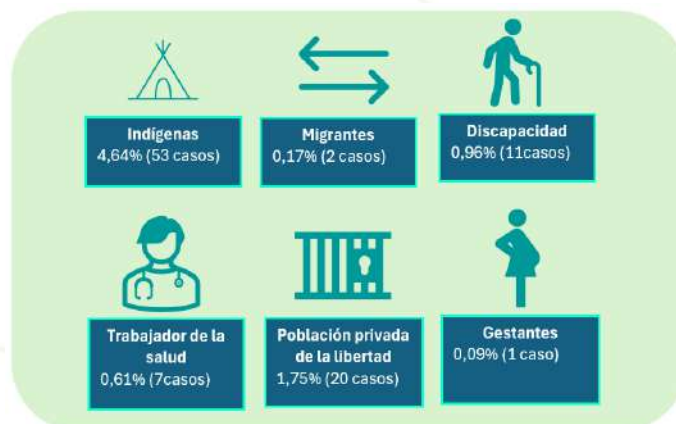 Indígenas
4,64% (53 casos)
Migrantes
0,17% (2 casos)
Discapacidad
0,96% (11casos)
Trabajador de la
salud
0,61% (7casos)
Población privada
de la libertad
1,75% (20 casos)
Gestantes
0,09% (1 caso)